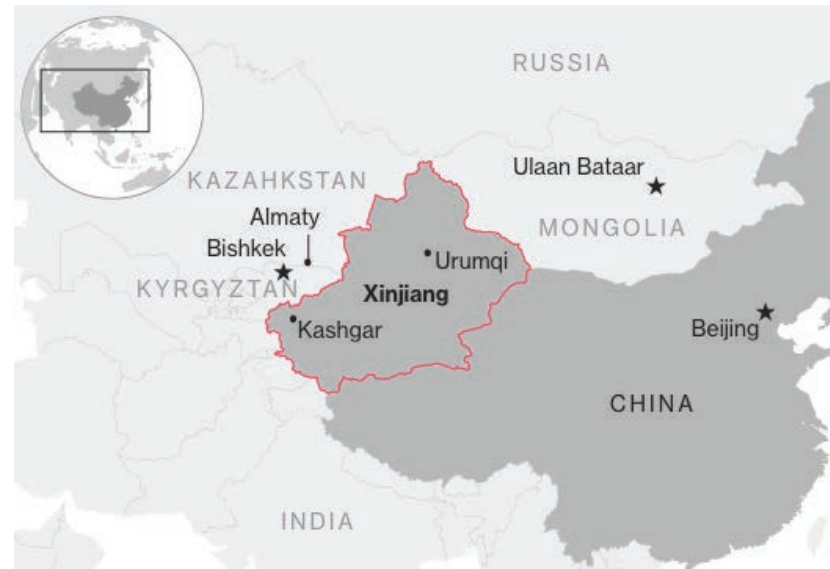 RUSSIA
Ulaan Bataar
KAZAHKSTAN
Almaty
MONGOLIA
Bishkek
Urumqi
KYRGYZTAN
Xinjiang
Kashgar
Beijing
CHINA
INDIA